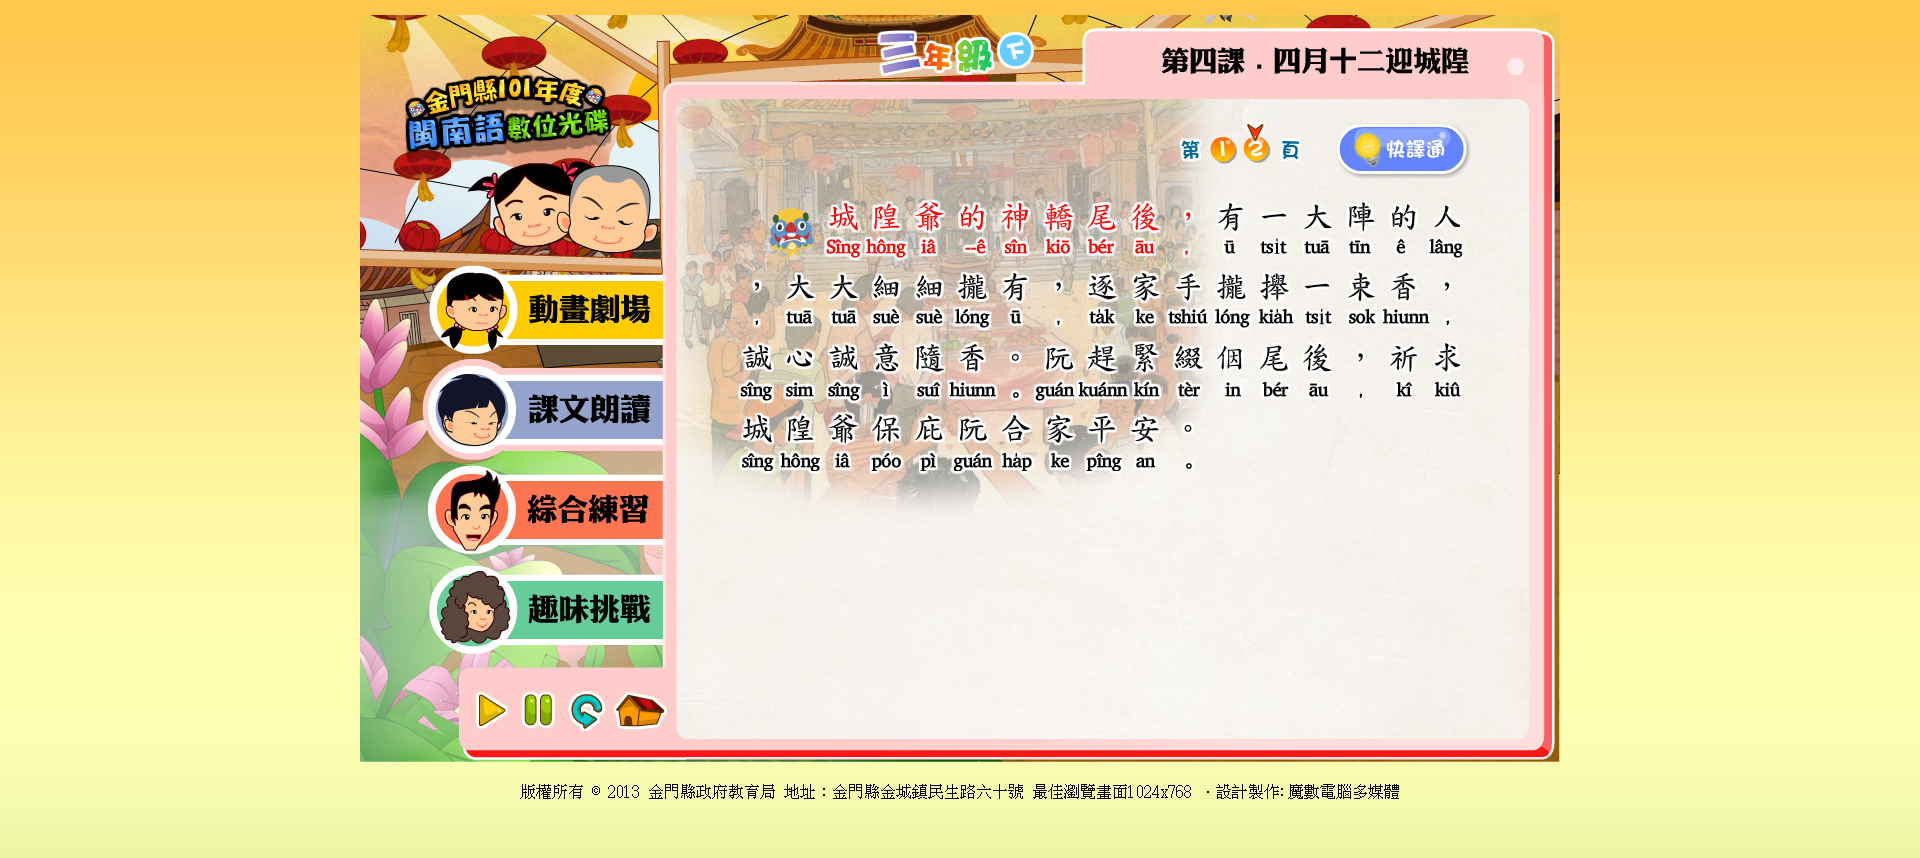 三年級 下
第四課．四月十二迎城隍
金門縣101年度
閩南語數位光碟
第 1 2 頁
快譯通
城隍爺的神轎尾後，有一大陣的人
Sîng hông iâ --ê sîn kiō bér āu , ū tsi̍t tuā tīn ê lâng
，大大細細攏有，逐家手攏攑一束香，
, tuā tuā suè suè lóng ū , ta̍k ke tshiú lóng kia̍h tsi̍t sok hiunn ,
誠心誠意隨香。阮趕緊綴個尾後，祈求
sîng sim sîng ì suî hiunn 。 guán kuánn kín tèr in bér āu , kî kiû
城隍爺保庇阮合家平安。
sîng hông iâ póo pì guán ha̍p ke pîng an 。
動畫劇場
課文朗讀
綜合練習
趣味挑戰
版權所有 © 2013 金門縣政府教育局 地址：金門縣金城鎮民生路六十號 最佳瀏覽畫面1024x768 ．設計製作: 魔數電腦多媒體